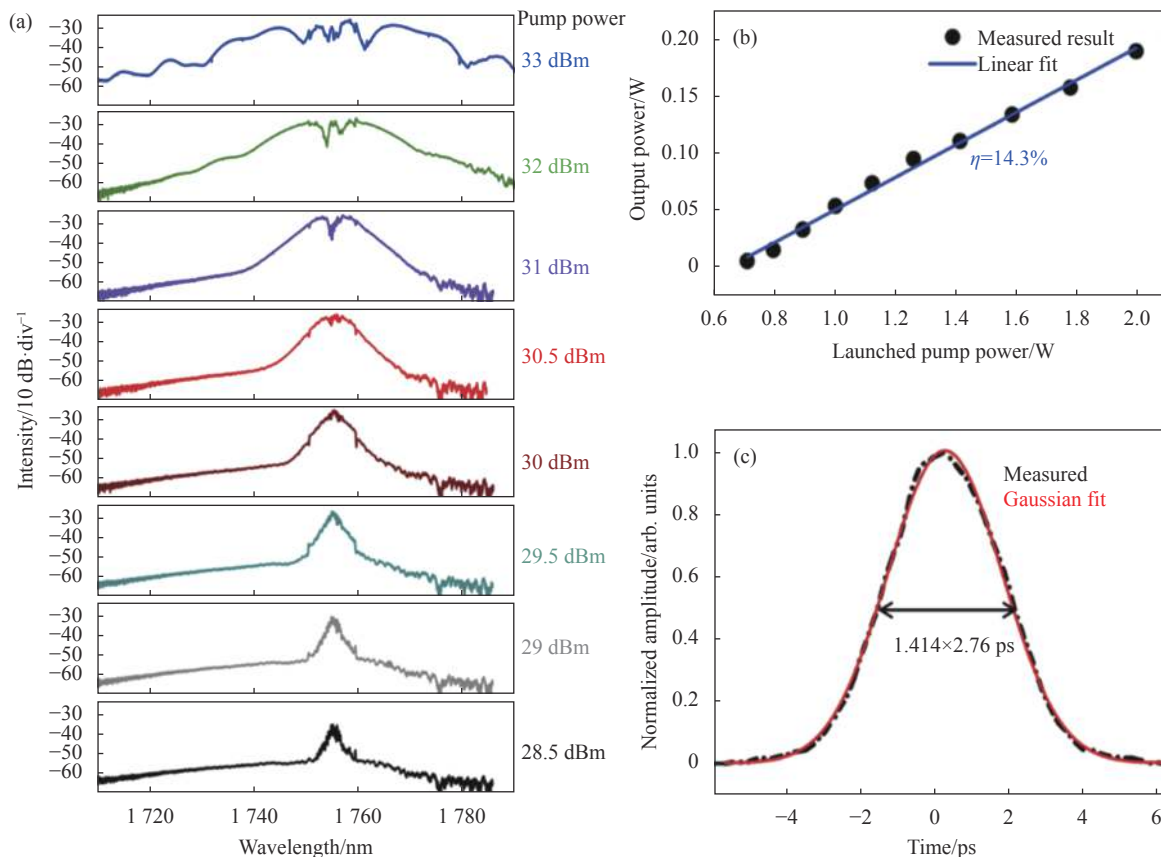 (a)
Pump power
−30
−40
−50
−60
33 dBm
−30
−40
−50
−60
32 dBm
−30
−40
−50
−60
31 dBm
−30
−40
−50
−60
30.5 dBm
−30
−40
−50
−60
30 dBm
−30
−40
−50
−60
29.5 dBm
−30
−40
−50
−60
29 dBm
−30
−40
−50
−60
28.5 dBm
Intensity/10 dB·div⁻¹
1 720 1 740 1 760 1 780
Wavelength/nm
(b)
Measured result
Linear fit
η=14.3%
0.20
0.15
0.10
0.05
0
Output power/W
0.6 0.8 1.0 1.2 1.4 1.6 1.8 2.0
Launched pump power/W
(c)
Measured
Gaussian fit
1.414×2.76 ps
1.0
0.8
0.6
0.4
0.2
0
Normalized amplitude/arb. units
−4 −2 0 2 4 6
Time/ps